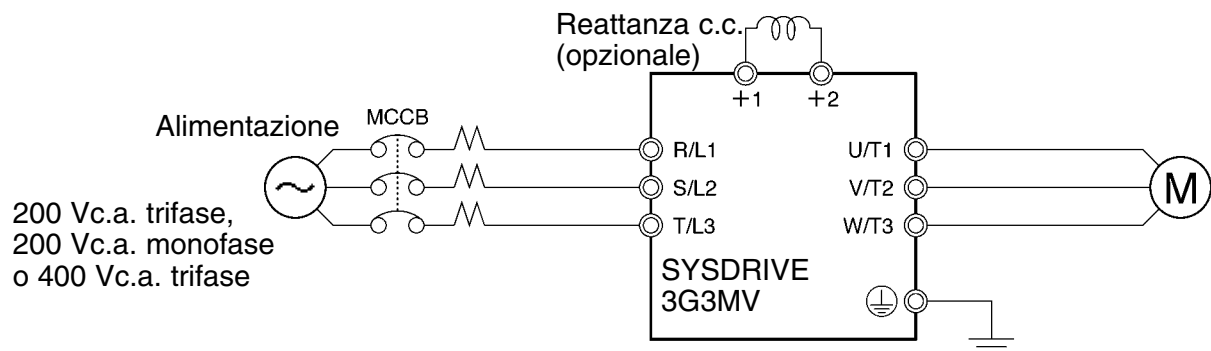 Reattanza c.c.
(opzionale)
+1
+2
Alimentazione
MCCB
R/L1
U/T1
S/L2
V/T2
M
T/L3
W/T3
200 Vc.a. trifase,
200 Vc.a. monofase
o 400 Vc.a. trifase
SYSDRIVE
3G3MV